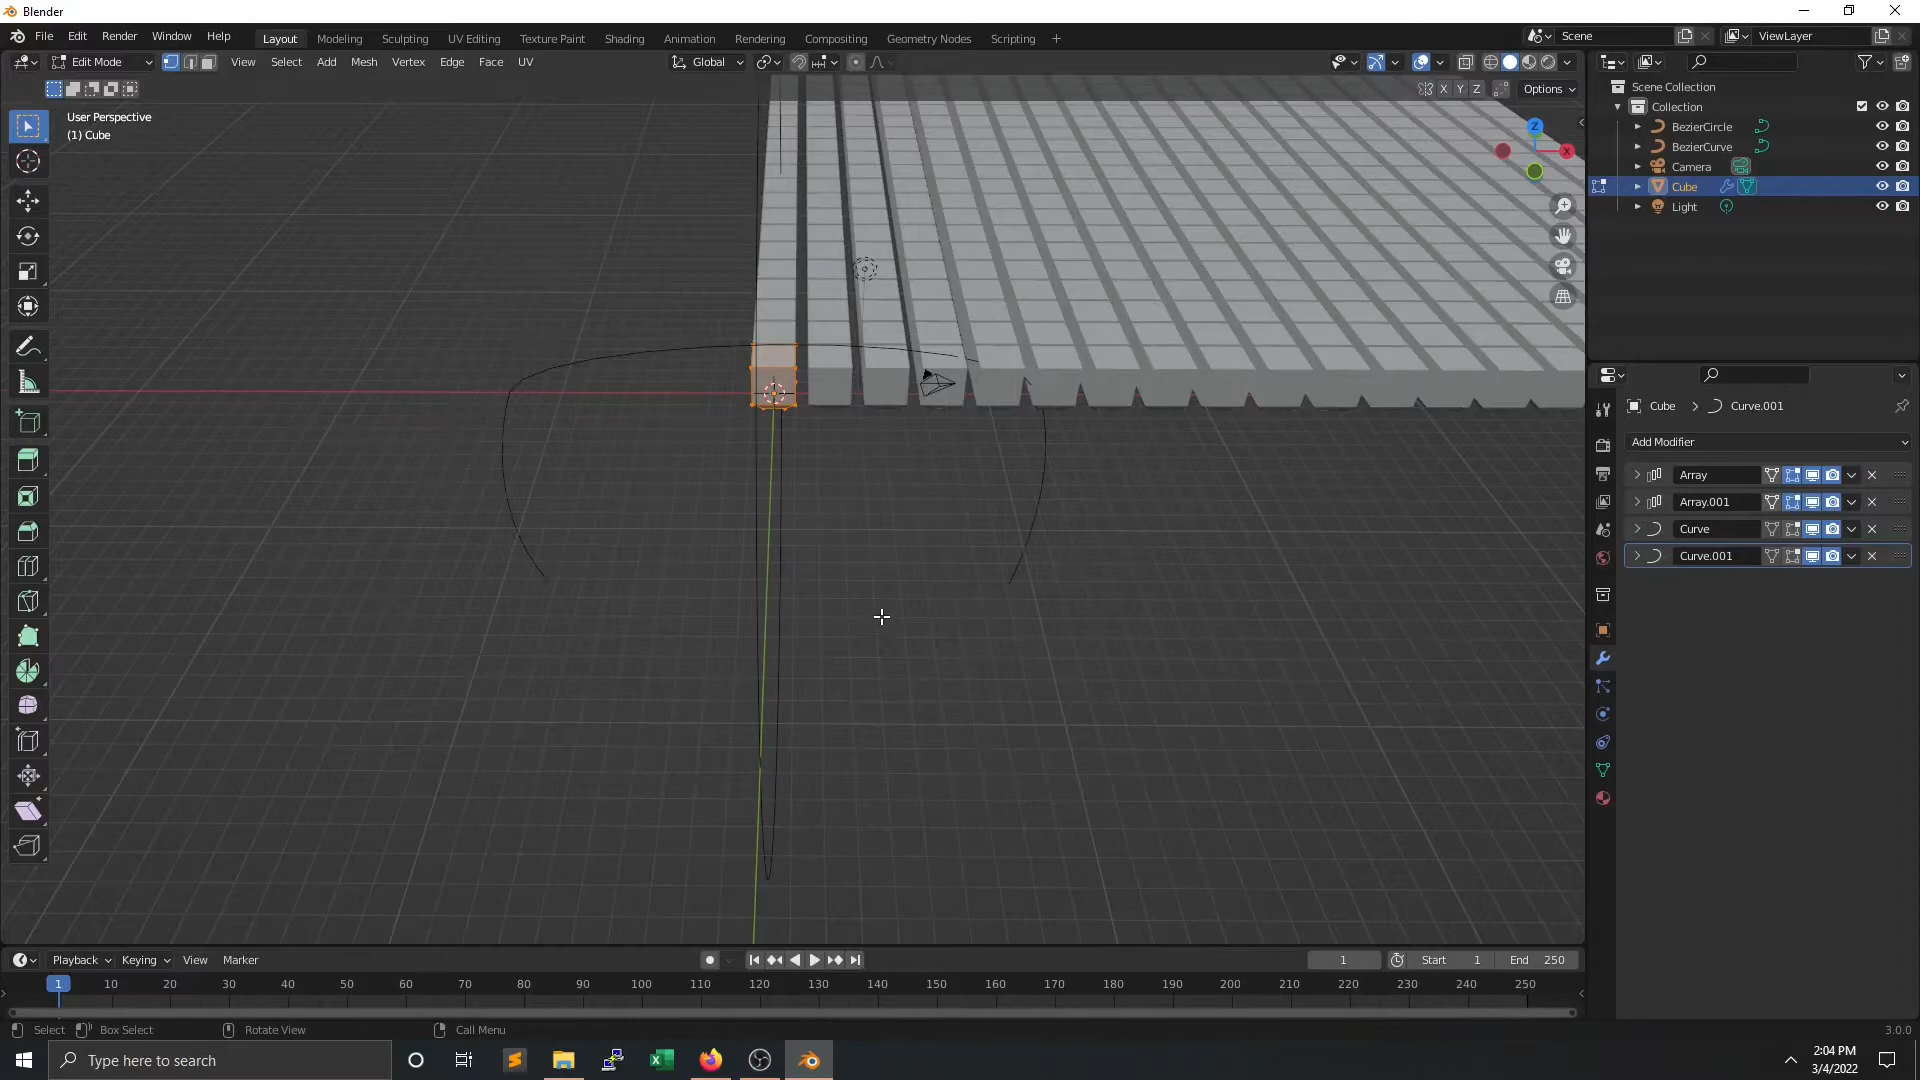 Blender
File Edit Render Window Help Layout Modeling Sculpting UV Editing Texture Paint Shading Animation Rendering Compositing Geometry Nodes Scripting + Scene ViewLayer
Edit Mode View Select Add Mesh Vertex Edge Face UV Global
X Y Z Options
User Perspective
(1) Cube
Z
X
Scene Collection
Collection
BezierCircle
BezierCurve
Camera
Cube
Light
Cube > Curve.001
Add Modifier
Array
Array.001
Curve
Curve.001
Playback Keying View Marker 1 Start 1 End 250
1 10 20 30 40 50 60 70 80 90 100 110 120 130 140 150 160 170 180 190 200 210 220 230 240 250
Select Box Select Rotate View Call Menu 3.0.0
Type here to search
2:04 PM
3/4/2022